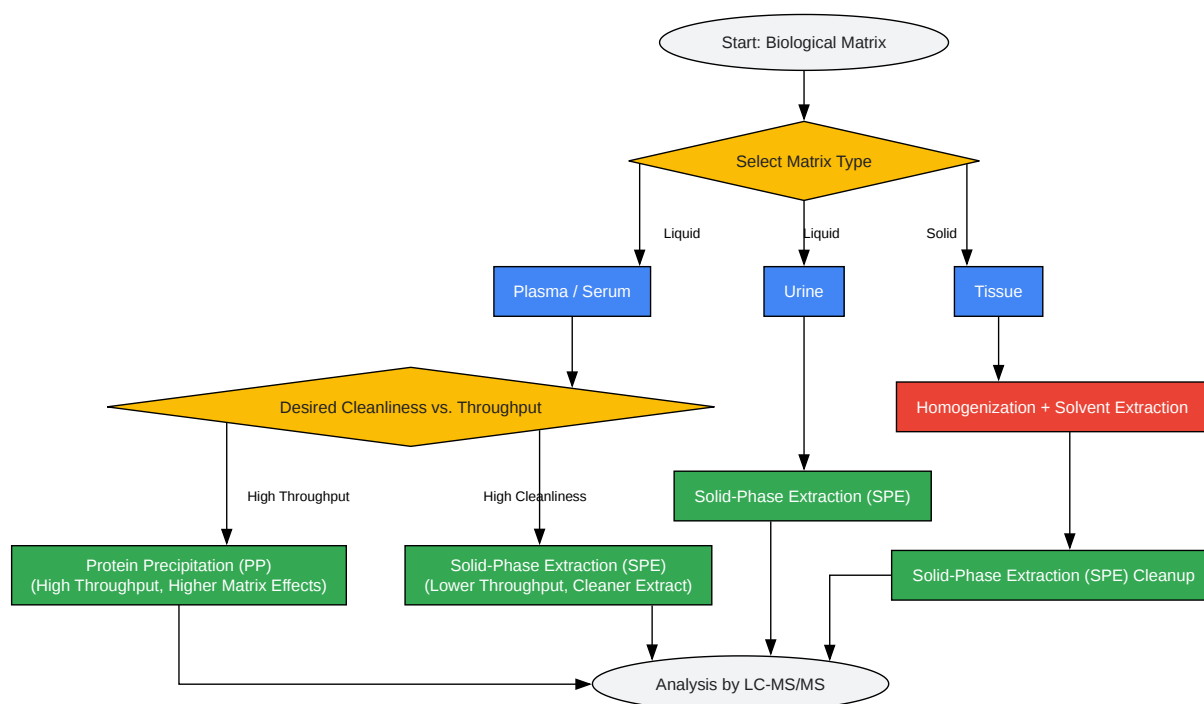 Start: Biological Matrix
Select Matrix Type
Liquid
Liquid
Solid
Plasma / Serum
Urine
Tissue
Desired Cleanliness vs. Throughput
Homogenization + Solvent Extraction
High Throughput
High Cleanliness
Solid-Phase Extraction (SPE)
Protein Precipitation (PP)
(High Throughput, Higher Matrix Effects)
Solid-Phase Extraction (SPE)
(Lower Throughput, Cleaner Extract)
Solid-Phase Extraction (SPE) Cleanup
Analysis by LC-MS/MS